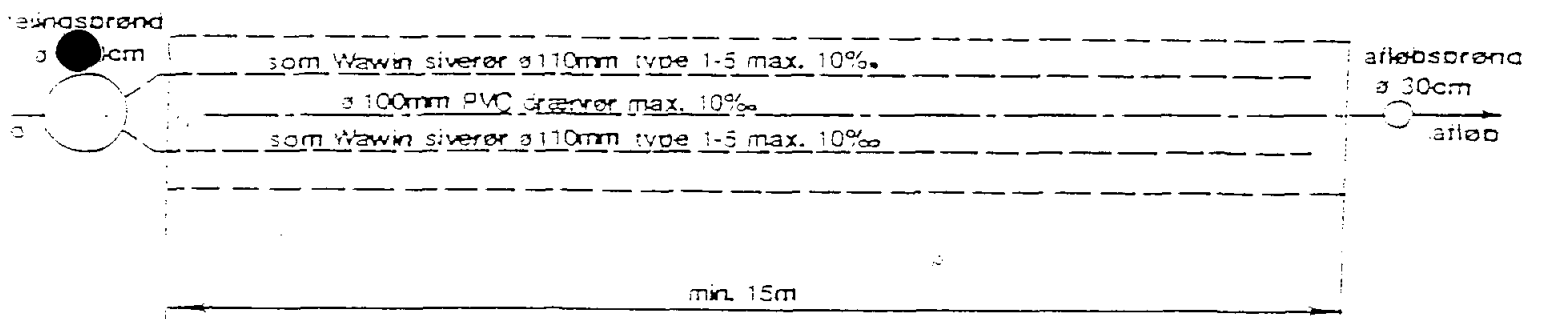 ø cm
som Wawin siverør ø110mm type 1-5 max. 10‰
ø 100mm PVC drænrør max. 10‰
som Wawin siverør ø110mm type 1-5 max. 10‰
afløbsbrønd
ø 30cm
afløb
min. 15m